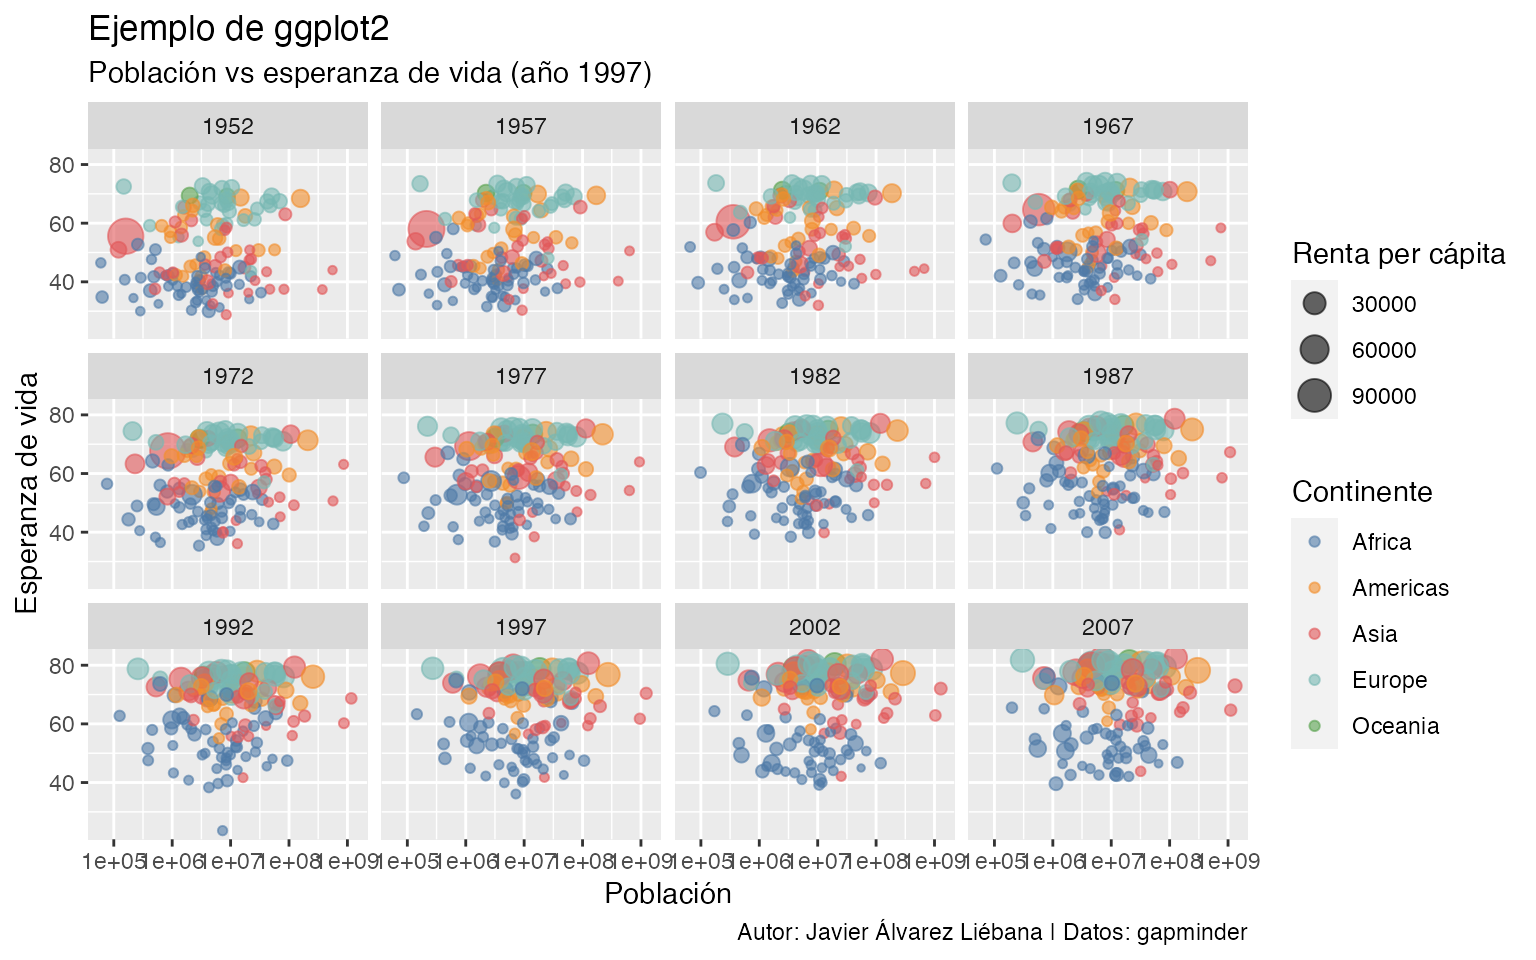 Ejemplo de ggplot2
Población vs esperanza de vida (año 1997)
1952 1957 1962 1967
80
60
40
1972 1977 1982 1987
80
60
40
1992 1997 2002 2007
80
60
40
1e+05 1e+06 1e+07 1e+08 1e+09 1e+05 1e+06 1e+07 1e+08 1e+09 1e+05 1e+06 1e+07 1e+08 1e+09 1e+05 1e+06 1e+07 1e+08 1e+09
Esperanza de vida
Población
Autor: Javier Álvarez Liébana | Datos: gapminder
Renta per cápita
30000
60000
90000
Continente
Africa
Americas
Asia
Europe
Oceania